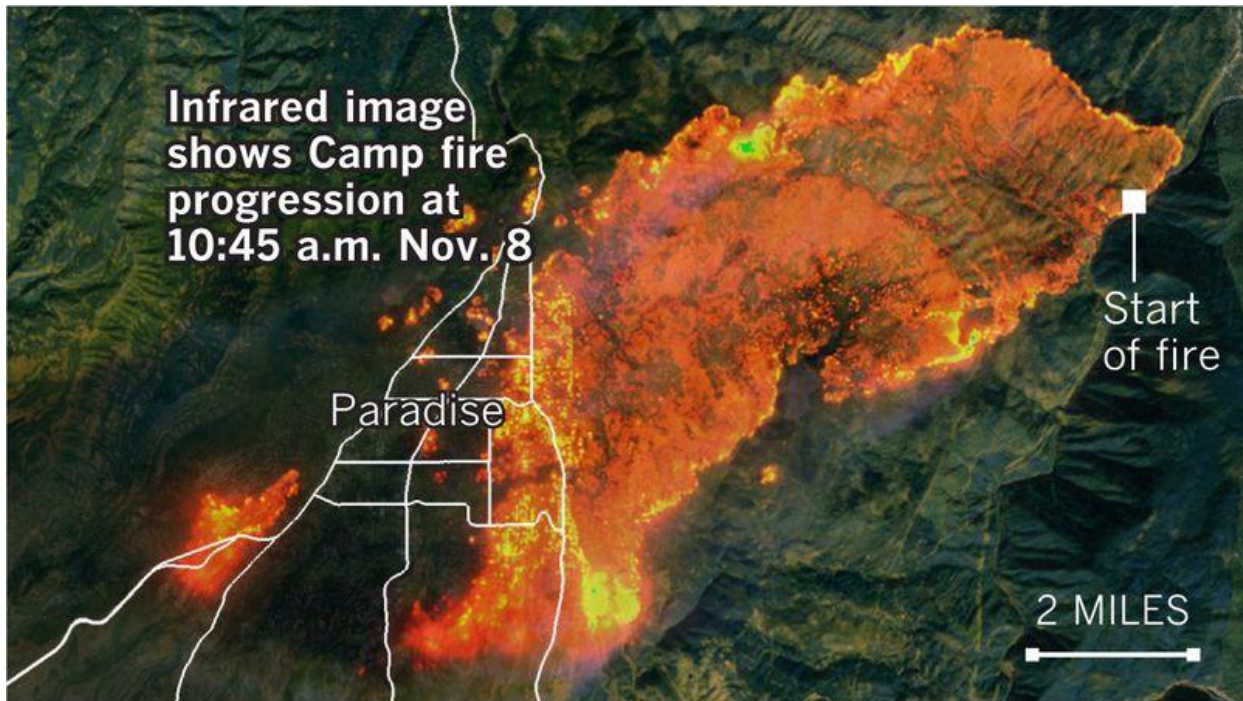 Infrared image
shows Camp fire
progression at
10:45 a.m. Nov. 8
Start
of fire
Paradise
2 MILES